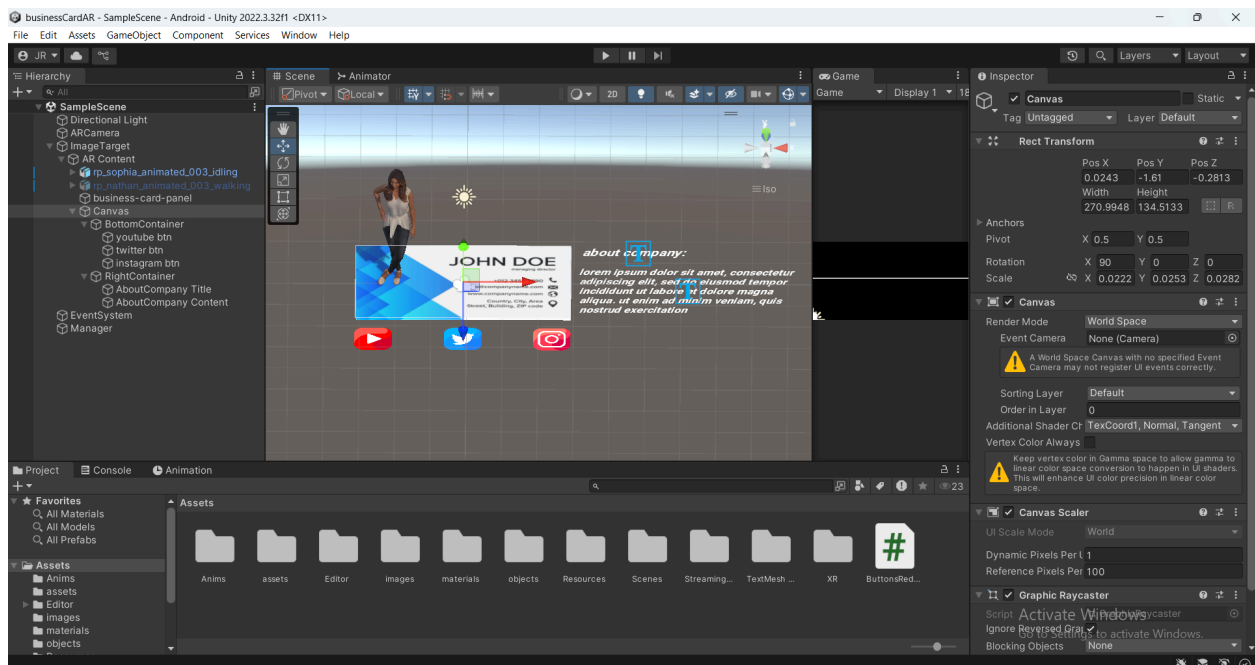 businessCardAR - SampleScene - Android - Unity 2022.3.32f1 <DX11>
File Edit Assets GameObject Component Services Window Help
JR Layers Layout
Hierarchy Scene Animator Game Inspector
All Pivot Local 2D Game Display 1 18 Canvas Static
SampleScene Tag Untagged Layer Default
Directional Light
ARCamera
ImageTarget Rect Transform
AR Content Pos X Pos Y Pos Z
rp_sophia_animated_003_idling 0.0243 -1.61 -0.2813
rp_nathan_animated_003_walking Iso Width Height
business-card-panel 270.9948 134.5133 R
Canvas Anchors
BottomContainer Pivot X 0.5 Y 0.5
youtube btn
twitter btn about company: Rotation X 90 Y 0 Z 0
instagram btn JOHN DOE Scale X 0.0222 Y 0.0253 Z 0.0282
managing director
RightContainer lorem ipsum dolor sit amet, consectetur
AboutCompany Title adipiscing elit, sed eiusmod tempor Canvas
AboutCompany Content incididunt ut labore dolore magna Render Mode World Space
Country, City, Area aliqua. ut enim ad minim veniam, quis
Street, Building, ZIP code nostrud exercitation
EventSystem Event Camera None (Camera)
Manager A World Space Canvas with no specified Event
Camera may not register UI events correctly.
Sorting Layer Default
Order in Layer 0
Additional Shader Ch TexCoord1, Normal, Tangent
Vertex Color Always
Keep vertex color in Gamma space to allow gamma to
linear color space conversion to happen in UI shaders.
This will enhance UI color precision in linear color
space.
Project Console Animation
23
Favorites Assets
All Materials
All Models
All Prefabs
Canvas Scaler
UI Scale Mode World
Dynamic Pixels Per U 1
Reference Pixels Per 100
Assets
Anims
assets
Editor
images
materials
objects
Anims assets Editor images materials objects Resources Scenes Streaming... TextMesh ... XR ButtonsRed...
Graphic Raycaster
Script GraphicRaycaster
Activate Windows
Ignore Reversed Gra
Go to Settings to activate Windows.
Blocking Objects None